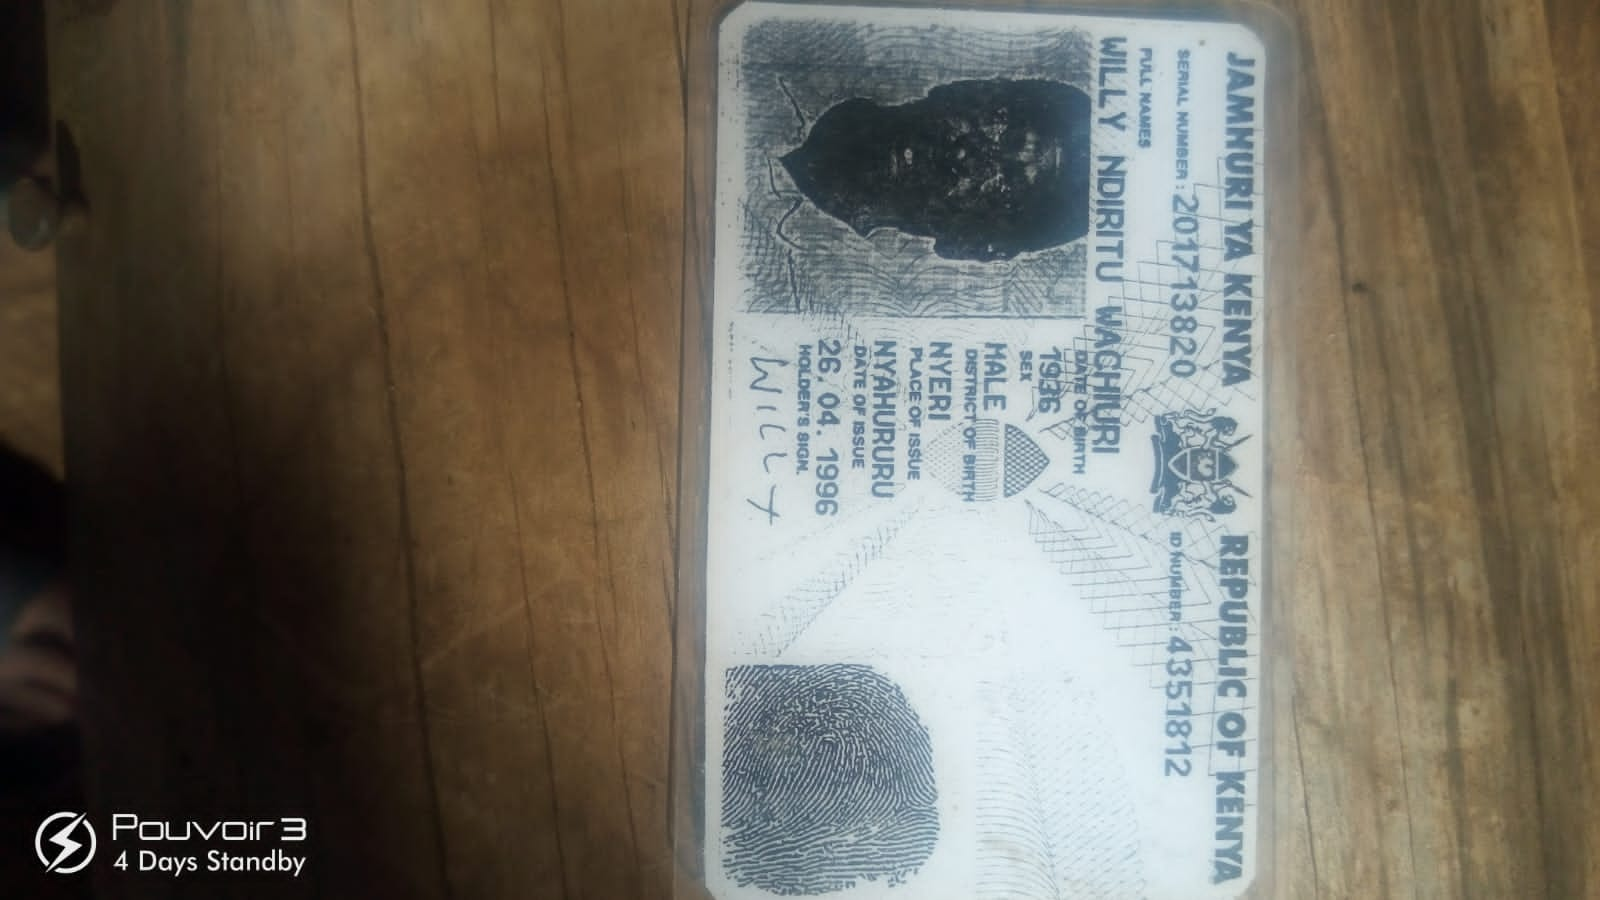 JAMHURI YA KENYA REPUBLIC OF KENYA
SERIAL NUMBER: 201713820 ID NUMBER: 4351812
FULL NAMES
WILLY NDIRITU WACHIURI
DATE OF BIRTH
1936
SEX
MALE
DISTRICT OF BIRTH
NYERI
PLACE OF ISSUE
NYAHURURU
DATE OF ISSUE
26. 04. 1996
HOLDER'S SIGN.
WILLY
Pouvoir 3
4 Days Standby